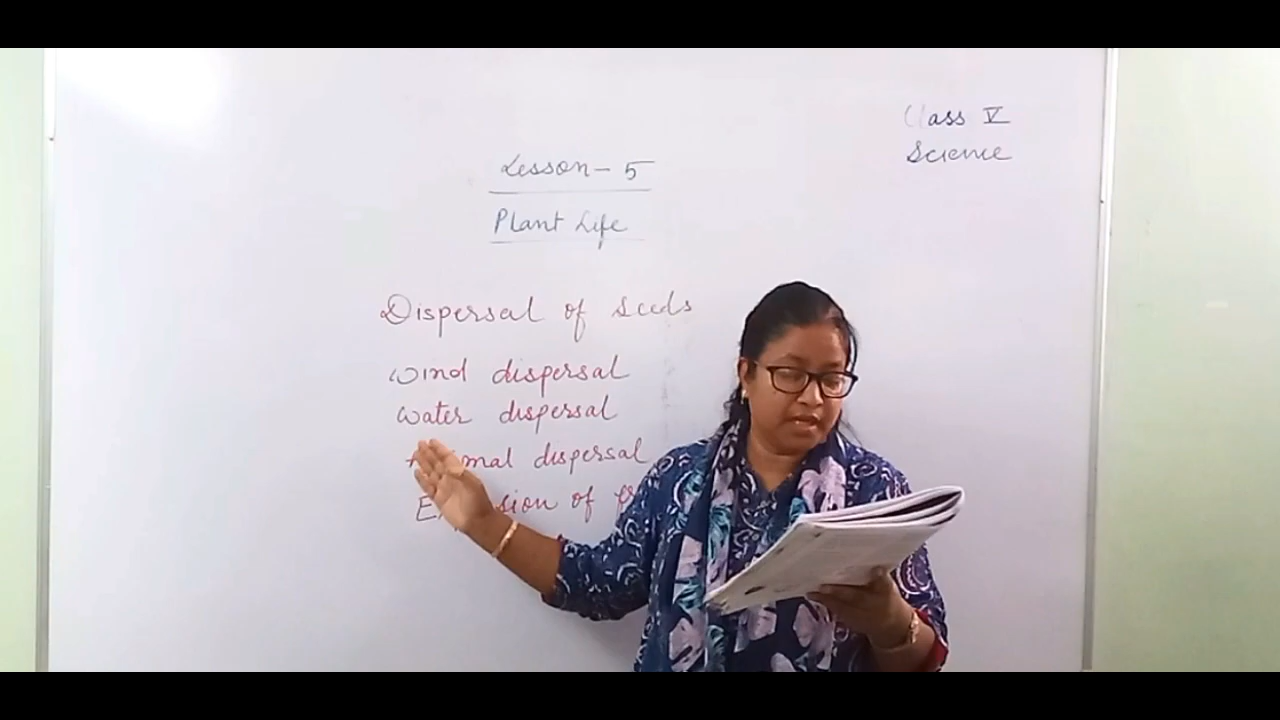 Class V
Science
Lesson - 5
Plant Life
Dispersal of seeds
Wind dispersal
Water dispersal
dispersal
of